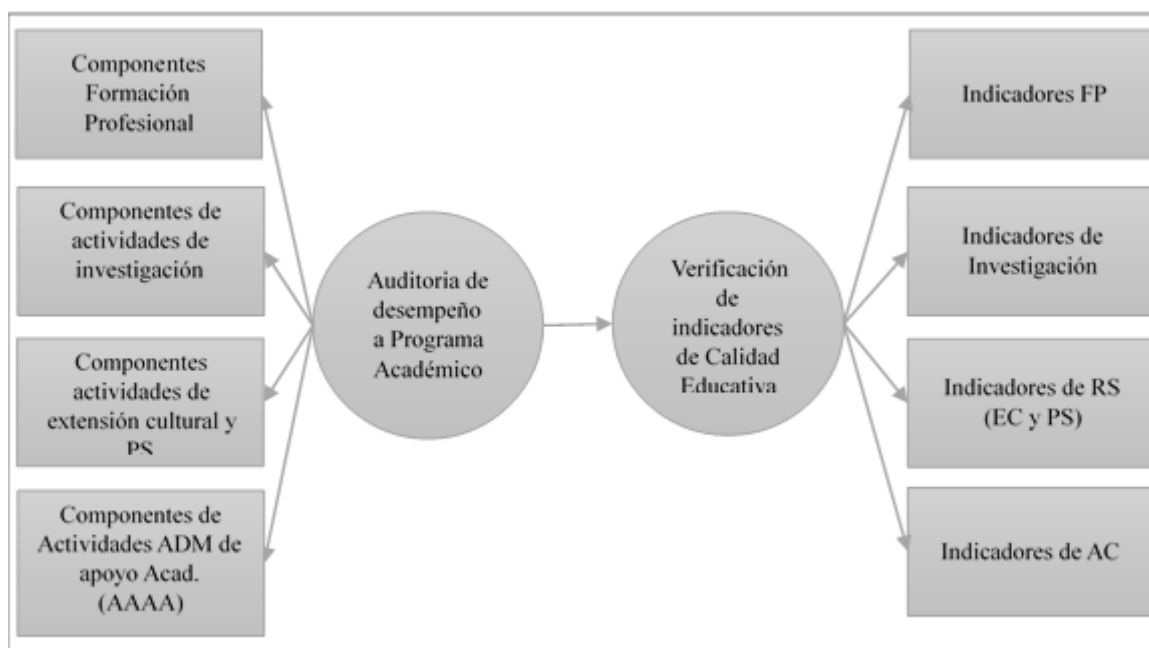 Componentes
Formación
Profesional
Componentes de
actividades de
investigación
Componentes
actividades de
extensión cultural y
PS
Componentes de
Actividades ADM de
apoyo Acad.
(AAAA)
Auditoria de
desempeño
a Programa
Académico
Verificación
de
indicadores
de Calidad
Educativa
Indicadores FP
Indicadores de
Investigación
Indicadores de RS
(EC y PS)
Indicadores de AC